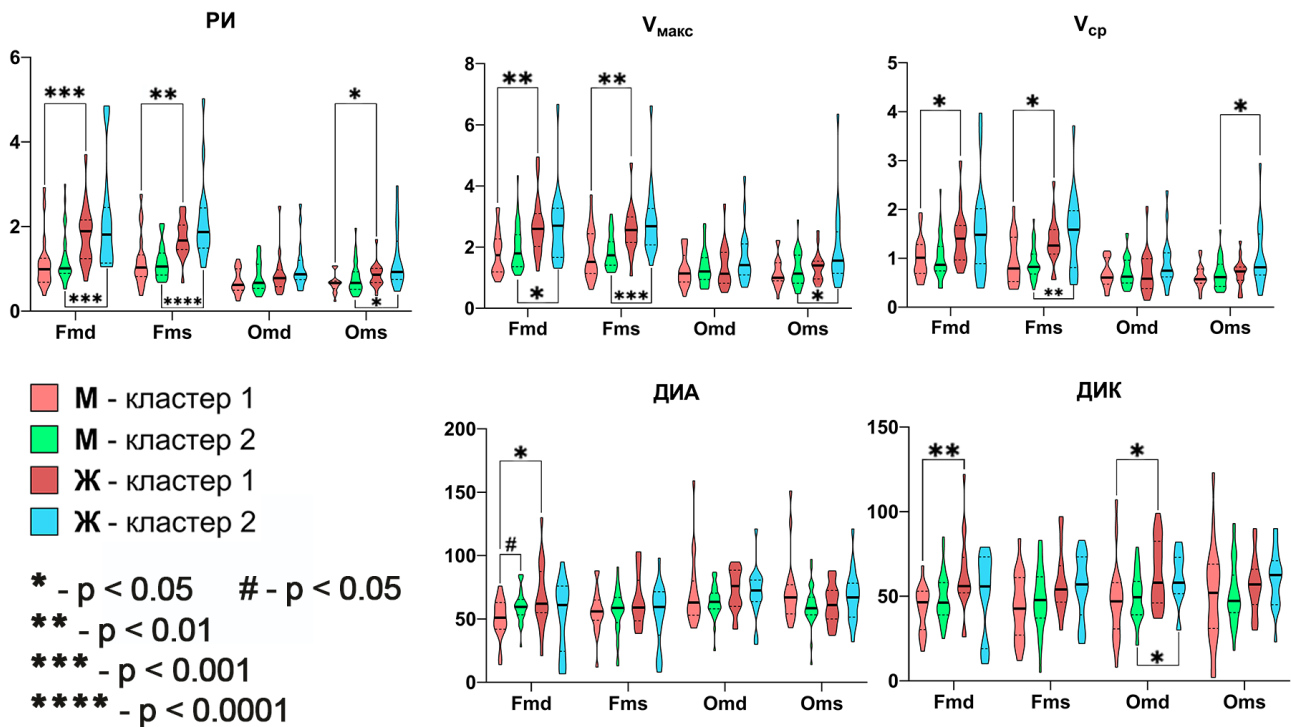 РИ
6
4
2
0
***
**
*
***
****
*
Fmd Fms Omd Oms
Vмакс
8
6
4
2
0
**
**
*
***
*
Fmd Fms Omd Oms
Vср
5
4
3
2
1
0
*
*
*
**
Fmd Fms Omd Oms
М - кластер 1
М - кластер 2
Ж - кластер 1
Ж - кластер 2
* - p < 0.05 # - p < 0.05
** - p < 0.01
*** - p < 0.001
**** - p < 0.0001
ДИА
200
150
100
50
0
*
#
Fmd Fms Omd Oms
ДИК
150
100
50
0
**
*
*
Fmd Fms Omd Oms